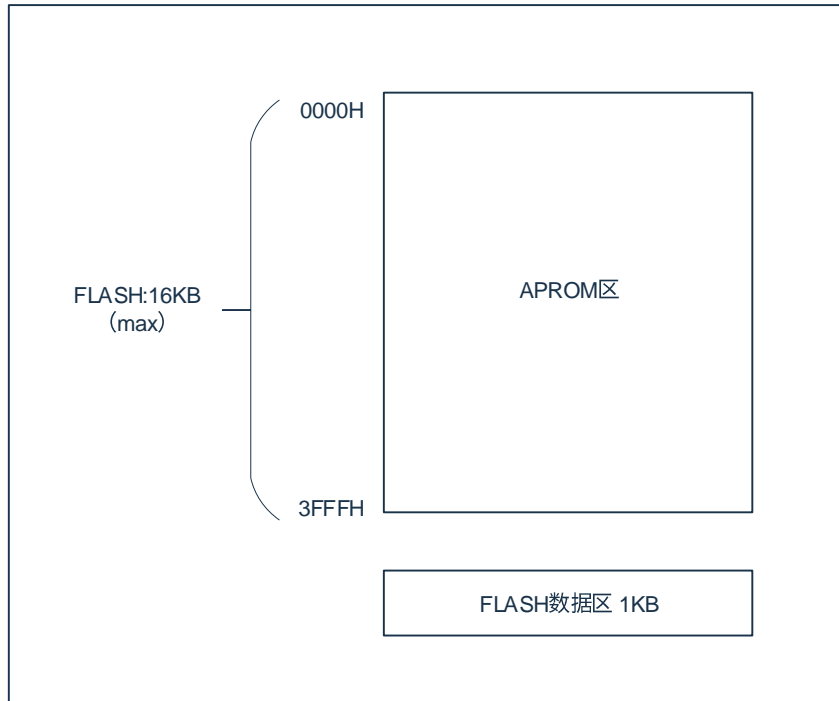 0000H
FLASH:16KB
（max）
APROM区
3FFFH
FLASH数据区 1KB